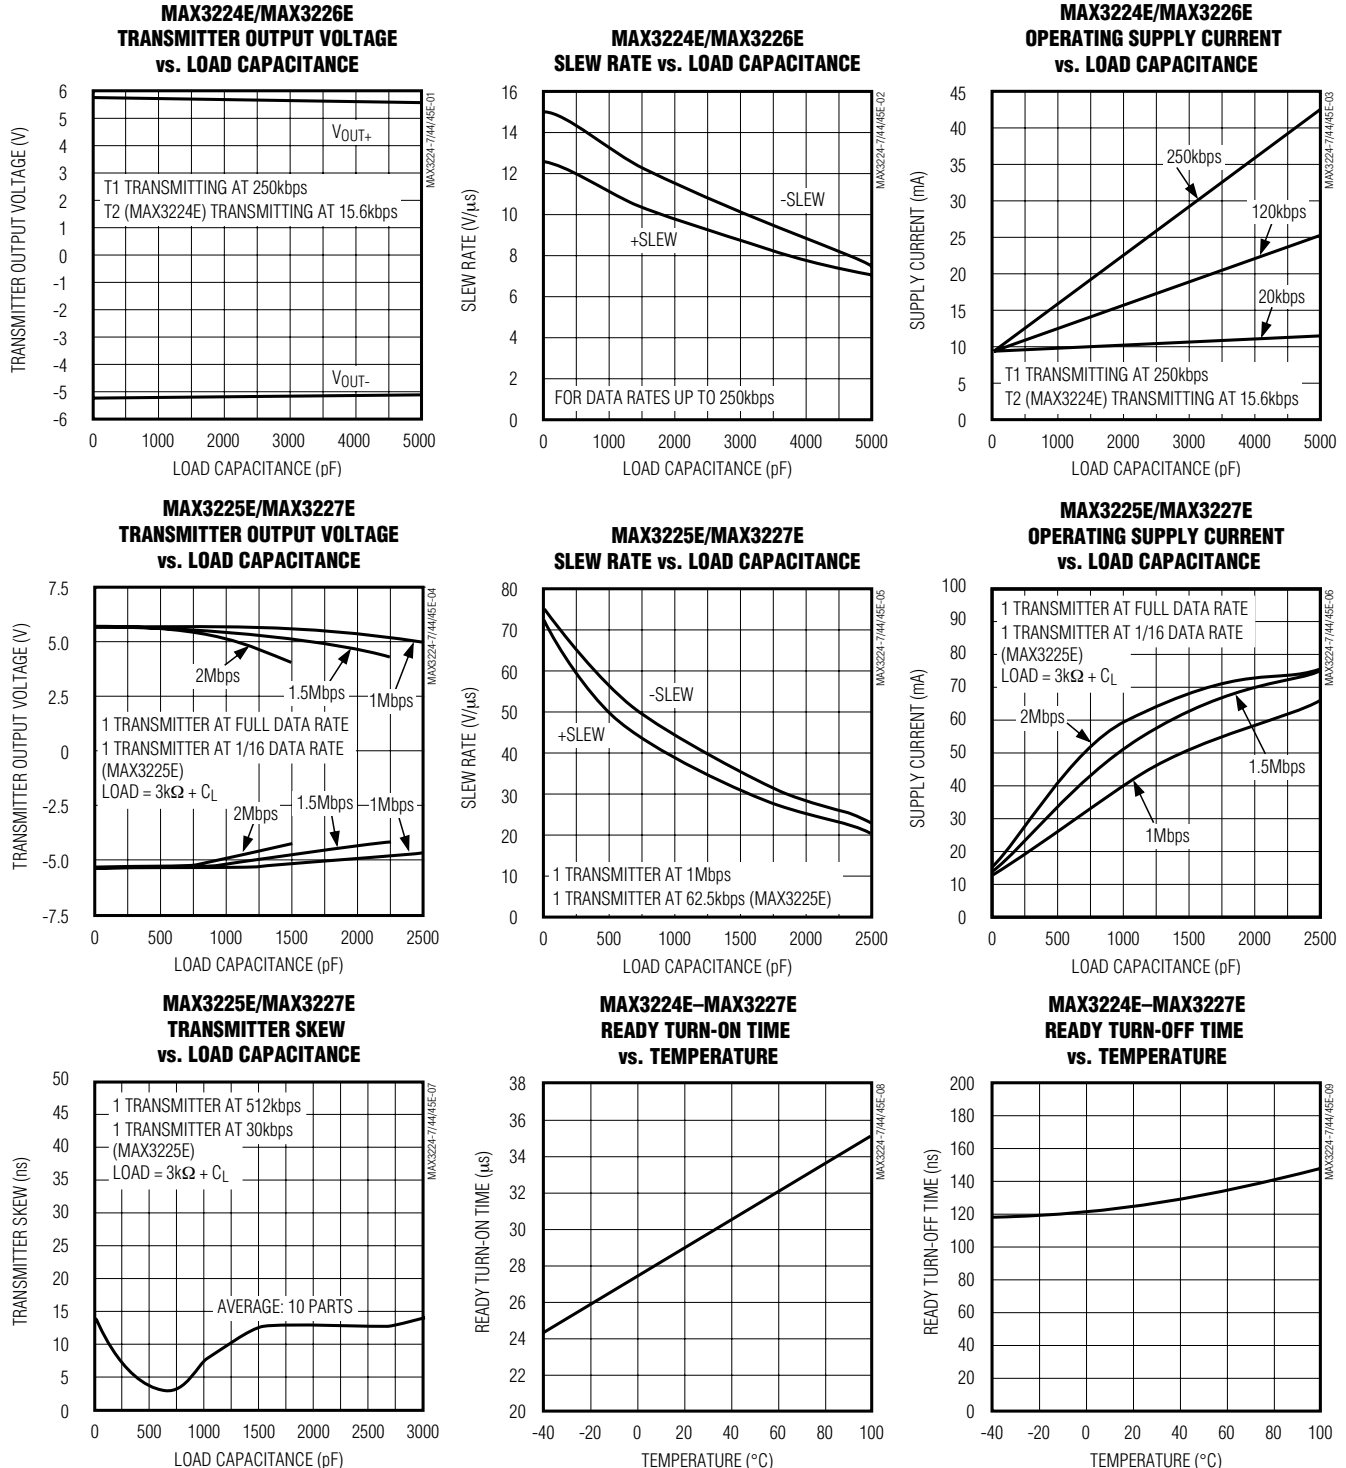 MAX3224E/MAX3226E
TRANSMITTER OUTPUT VOLTAGE
vs. LOAD CAPACITANCE
TRANSMITTER OUTPUT VOLTAGE (V)
6
5
4
3
2
1
0
-1
-2
-3
-4
-5
-6
VOUT+
T1 TRANSMITTING AT 250kbps
T2 (MAX3224E) TRANSMITTING AT 15.6kbps
VOUT-
MAX3224-7/44/45E-01
0 1000 2000 3000 4000 5000
LOAD CAPACITANCE (pF)
MAX3224E/MAX3226E
SLEW RATE vs. LOAD CAPACITANCE
SLEW RATE (V/µs)
16
14
12
10
8
6
4
2
0
-SLEW
+SLEW
FOR DATA RATES UP TO 250kbps
MAX3224-7/44/45E-02
0 1000 2000 3000 4000 5000
LOAD CAPACITANCE (pF)
MAX3224E/MAX3226E
OPERATING SUPPLY CURRENT
vs. LOAD CAPACITANCE
SUPPLY CURRENT (mA)
45
40
35
30
25
20
15
10
5
0
250kbps
120kbps
20kbps
T1 TRANSMITTING AT 250kbps
T2 (MAX3224E) TRANSMITTING AT 15.6kbps
MAX3224-7/44/45E-03
0 1000 2000 3000 4000 5000
LOAD CAPACITANCE (pF)
MAX3225E/MAX3227E
TRANSMITTER OUTPUT VOLTAGE
vs. LOAD CAPACITANCE
TRANSMITTER OUTPUT VOLTAGE (V)
7.5
5.0
2.5
0
-2.5
-5.0
-7.5
2Mbps
1.5Mbps
1Mbps
1 TRANSMITTER AT FULL DATA RATE
1 TRANSMITTER AT 1/16 DATA RATE
(MAX3225E)
LOAD = 3kΩ + CL
2Mbps
1.5Mbps
1Mbps
MAX3224-7/44/45E-04
0 500 1000 1500 2000 2500
LOAD CAPACITANCE (pF)
MAX3225E/MAX3227E
SLEW RATE vs. LOAD CAPACITANCE
SLEW RATE (V/µs)
80
70
60
50
40
30
20
10
0
-SLEW
+SLEW
1 TRANSMITTER AT 1Mbps
1 TRANSMITTER AT 62.5kbps (MAX3225E)
MAX3224-7/44/45E-05
0 500 1000 1500 2000 2500
LOAD CAPACITANCE (pF)
MAX3225E/MAX3227E
OPERATING SUPPLY CURRENT
vs. LOAD CAPACITANCE
SUPPLY CURRENT (mA)
100
90
80
70
60
50
40
30
20
10
0
1 TRANSMITTER AT FULL DATA RATE
1 TRANSMITTER AT 1/16 DATA RATE
(MAX3225E)
LOAD = 3kΩ + CL
2Mbps
1.5Mbps
1Mbps
MAX3224-7/44/45E-06
0 500 1000 1500 2000 2500
LOAD CAPACITANCE (pF)
MAX3225E/MAX3227E
TRANSMITTER SKEW
vs. LOAD CAPACITANCE
TRANSMITTER SKEW (ns)
50
45
40
35
30
25
20
15
10
5
0
1 TRANSMITTER AT 512kbps
1 TRANSMITTER AT 30kbps
(MAX3225E)
LOAD = 3kΩ + CL
AVERAGE: 10 PARTS
MAX3224-7/44/45E-07
0 500 1000 1500 2000 2500 3000
LOAD CAPACITANCE (pF)
MAX3224E–MAX3227E
READY TURN-ON TIME
vs. TEMPERATURE
READY TURN-ON TIME (µs)
38
36
34
32
30
28
26
24
22
20
MAX3224-7/44/45E-08
-40 -20 0 20 40 60 80 100
TEMPERATURE (°C)
MAX3224E–MAX3227E
READY TURN-OFF TIME
vs. TEMPERATURE
READY TURN-OFF TIME (ns)
200
180
160
140
120
100
80
60
40
20
0
MAX3224-7/44/45E-09
-40 -20 0 20 40 60 80 100
TEMPERATURE (°C)